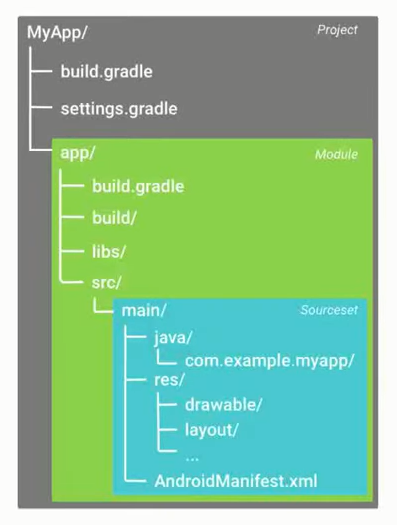 MyApp/ Project
build.gradle
settings.gradle
app/ Module
build.gradle
build/
libs/
src/
main/ Sourceset
java/
com.example.myapp/
res/
drawable/
layout/
...
AndroidManifest.xml